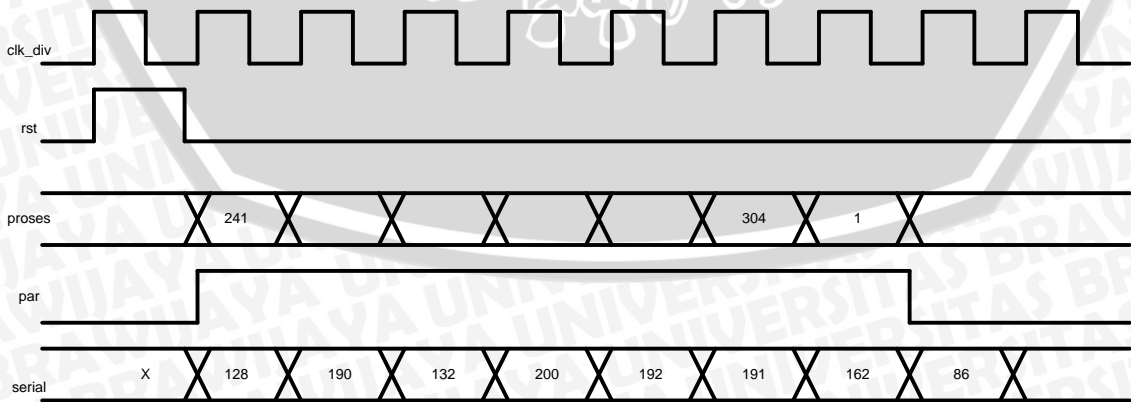 clk_div
rst
proses 241 304 1
par
serial X 128 190 132 200 192 191 162 86